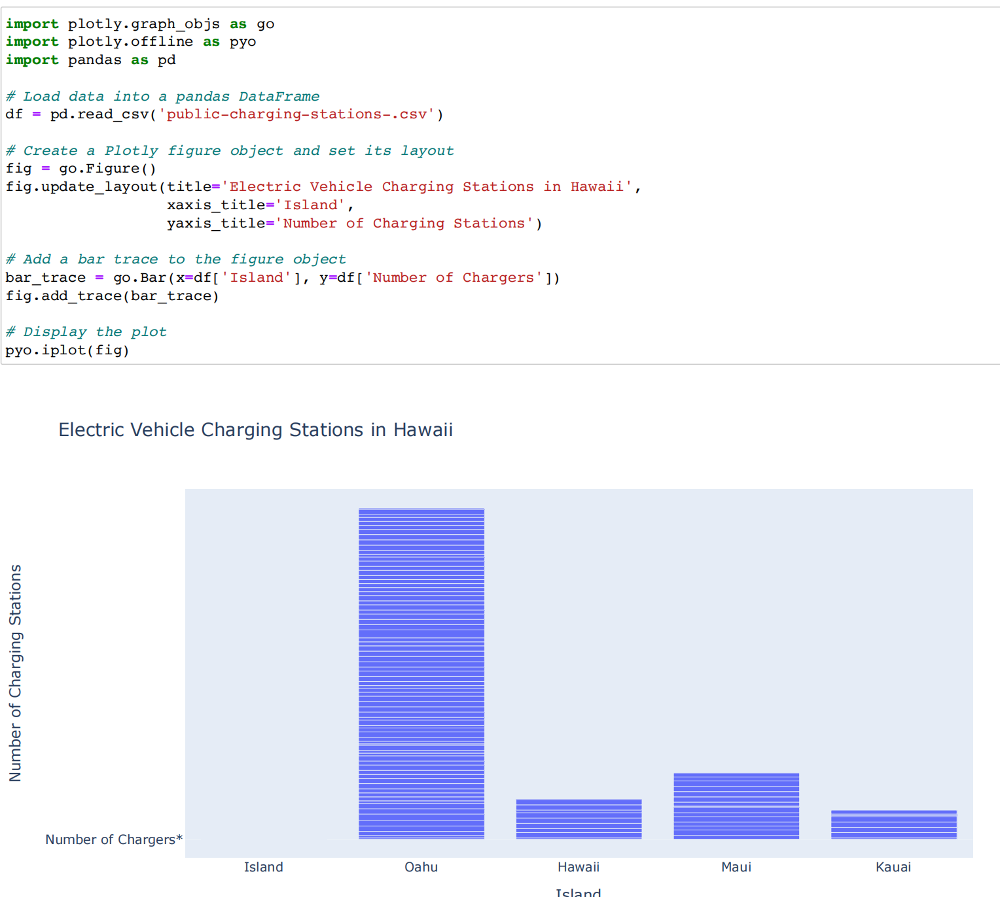 import plotly.graph_objs as go
import plotly.offline as pyo
import pandas as pd
# Load data into a pandas DataFrame
df = pd.read_csv('public-charging-stations-.csv')
# Create a Plotly figure object and set its layout
fig = go.Figure()
fig.update_layout(title='Electric Vehicle Charging Stations in Hawaii',
xaxis_title='Island',
yaxis_title='Number of Charging Stations')
# Add a bar trace to the figure object
bar_trace = go.Bar(x=df['Island'], y=df['Number of Chargers'])
fig.add_trace(bar_trace)
# Display the plot
pyo.iplot(fig)
Electric Vehicle Charging Stations in Hawaii
Number of Charging Stations
Number of Chargers*
Island Oahu Hawaii Maui Kauai
Island